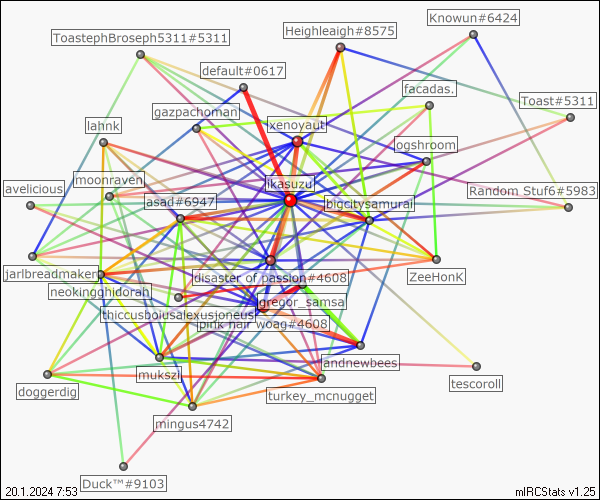 Knowun#6424
Heighleaigh#8575
ToastephBroseph5311#5311
default#0617
facadas.
Toast#5311
gazpachoman
xenoyaut
lahnk
ogshroom
moonraven
jkasuzu
avelicious
asad#6947
bigcitysamurai
Random Stuf6#5983
jarlbreadmaker
disaster of passion#4608
ZeeHonK
neokingghidorah
gregor_samsa
thiccusboiusalexusjoneus
pink hair woag#4608
andnewbees
mukszi
doggerdig
turkey_mcnugget
tescoroll
mingus4742
Duck™#9103
20.1.2024 7:53
mIRCStats v1.25